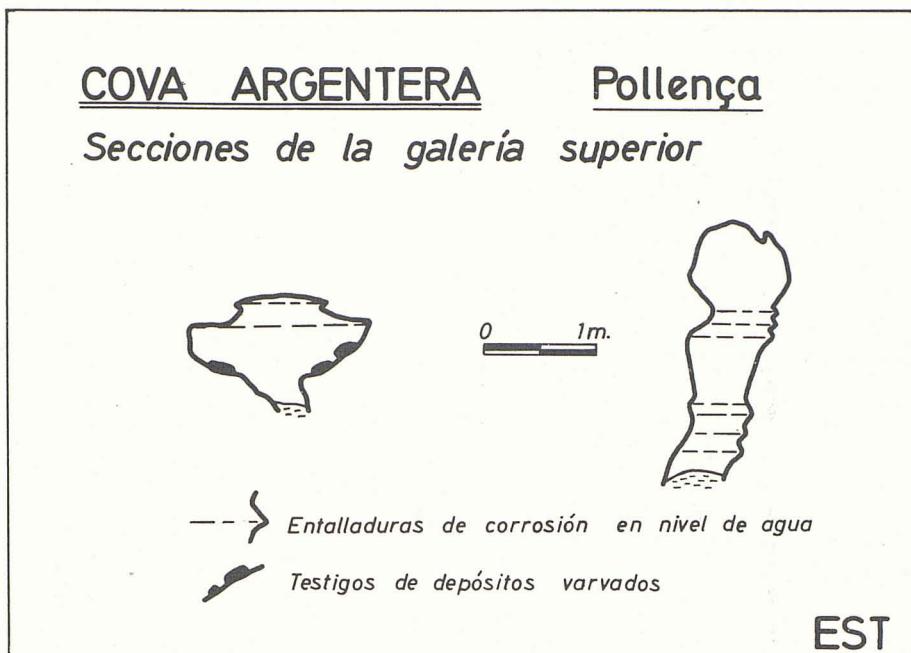 COVA ARGENTERA Pollença
Secciones de la galería superior
0 1m.
Entalladuras de corrosión en nivel de agua
Testigos de depósitos varvados
EST